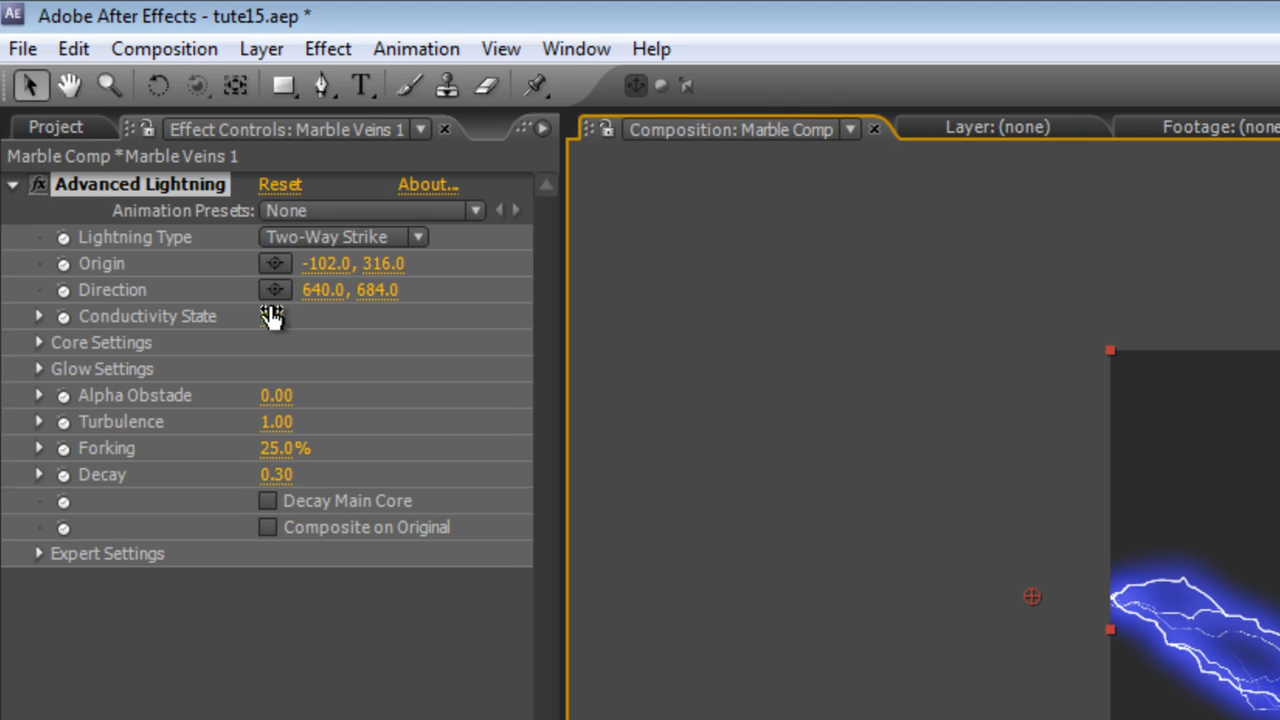 AE Adobe After Effects - tute15.aep *
File Edit Composition Layer Effect Animation View Window Help
T
Project Effect Controls: Marble Veins 1 Composition: Marble Comp Layer: (none) Footage: (none
Marble Comp *Marble Veins 1
fx Advanced Lightning Reset About...
Animation Presets: None
Lightning Type Two-Way Strike
Origin -102.0, 316.0
Direction 640.0, 684.0
Conductivity State
Core Settings
Glow Settings
Alpha Obstade 0.00
Turbulence 1.00
Forking 25.0%
Decay 0.30
Decay Main Core
Composite on Original
Expert Settings